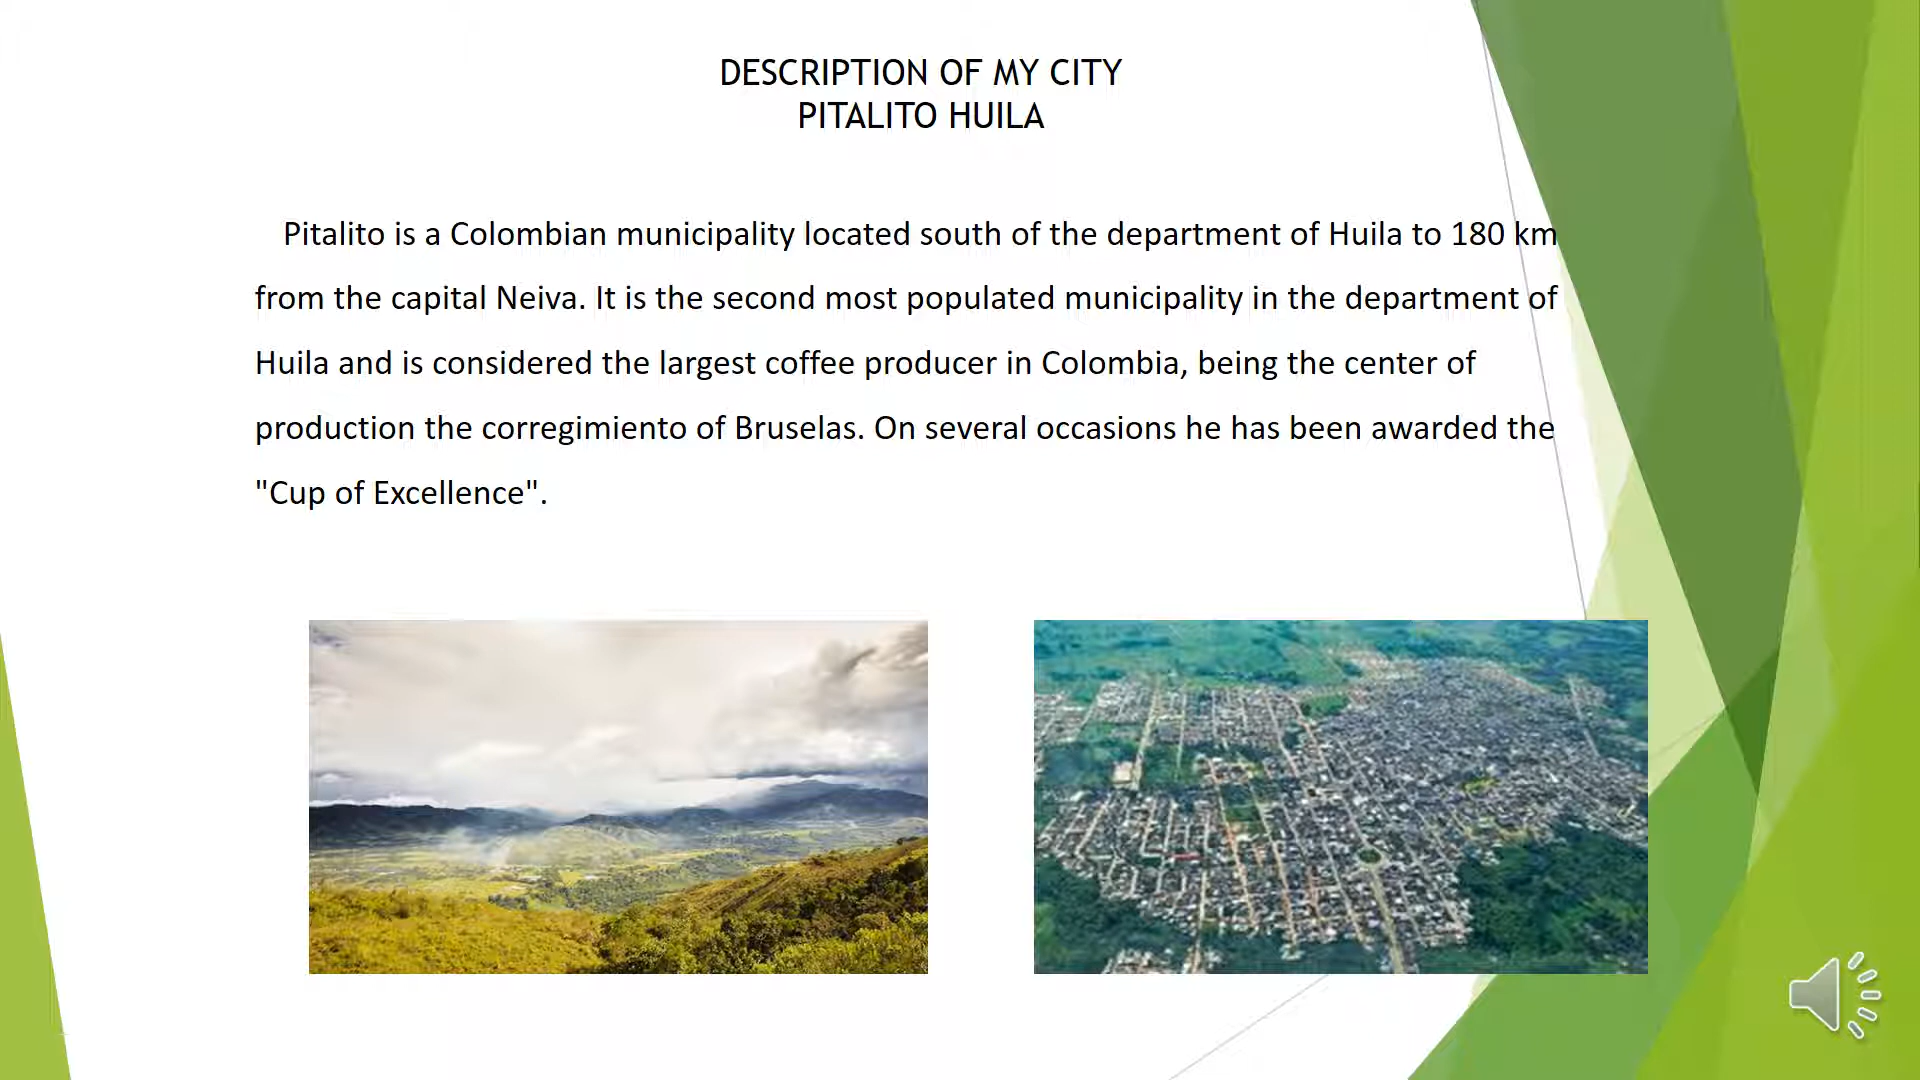 DESCRIPTION OF MY CITY
PITALITO HUILA
Pitalito is a Colombian municipality located south of the department of Huila to 180 km
from the capital Neiva. It is the second most populated municipality in the department of
Huila and is considered the largest coffee producer in Colombia, being the center of
production the corregimiento of Bruselas. On several occasions he has been awarded the
"Cup of Excellence".